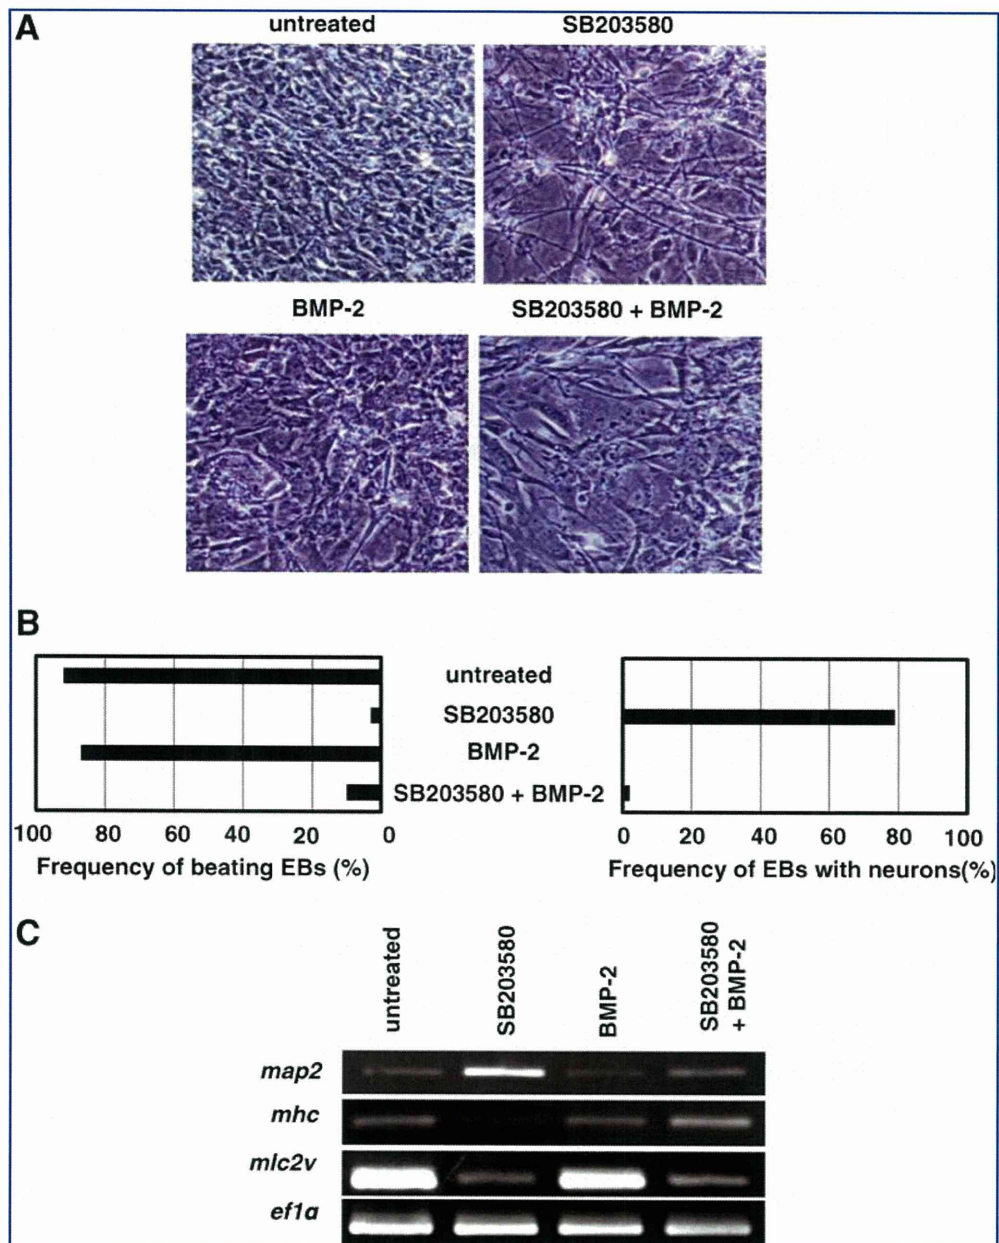 A
untreated
SB203580
BMP-2
SB203580 + BMP-2
B
untreated
SB203580
BMP-2
SB203580 + BMP-2
100 80 60 40 20 0
Frequency of beating EBs (%)
0 20 40 60 80 100
Frequency of EBs with neurons(%)
C
untreated
SB203580
BMP-2
SB203580
+ BMP-2
map2
mhc
mlc2v
ef1α